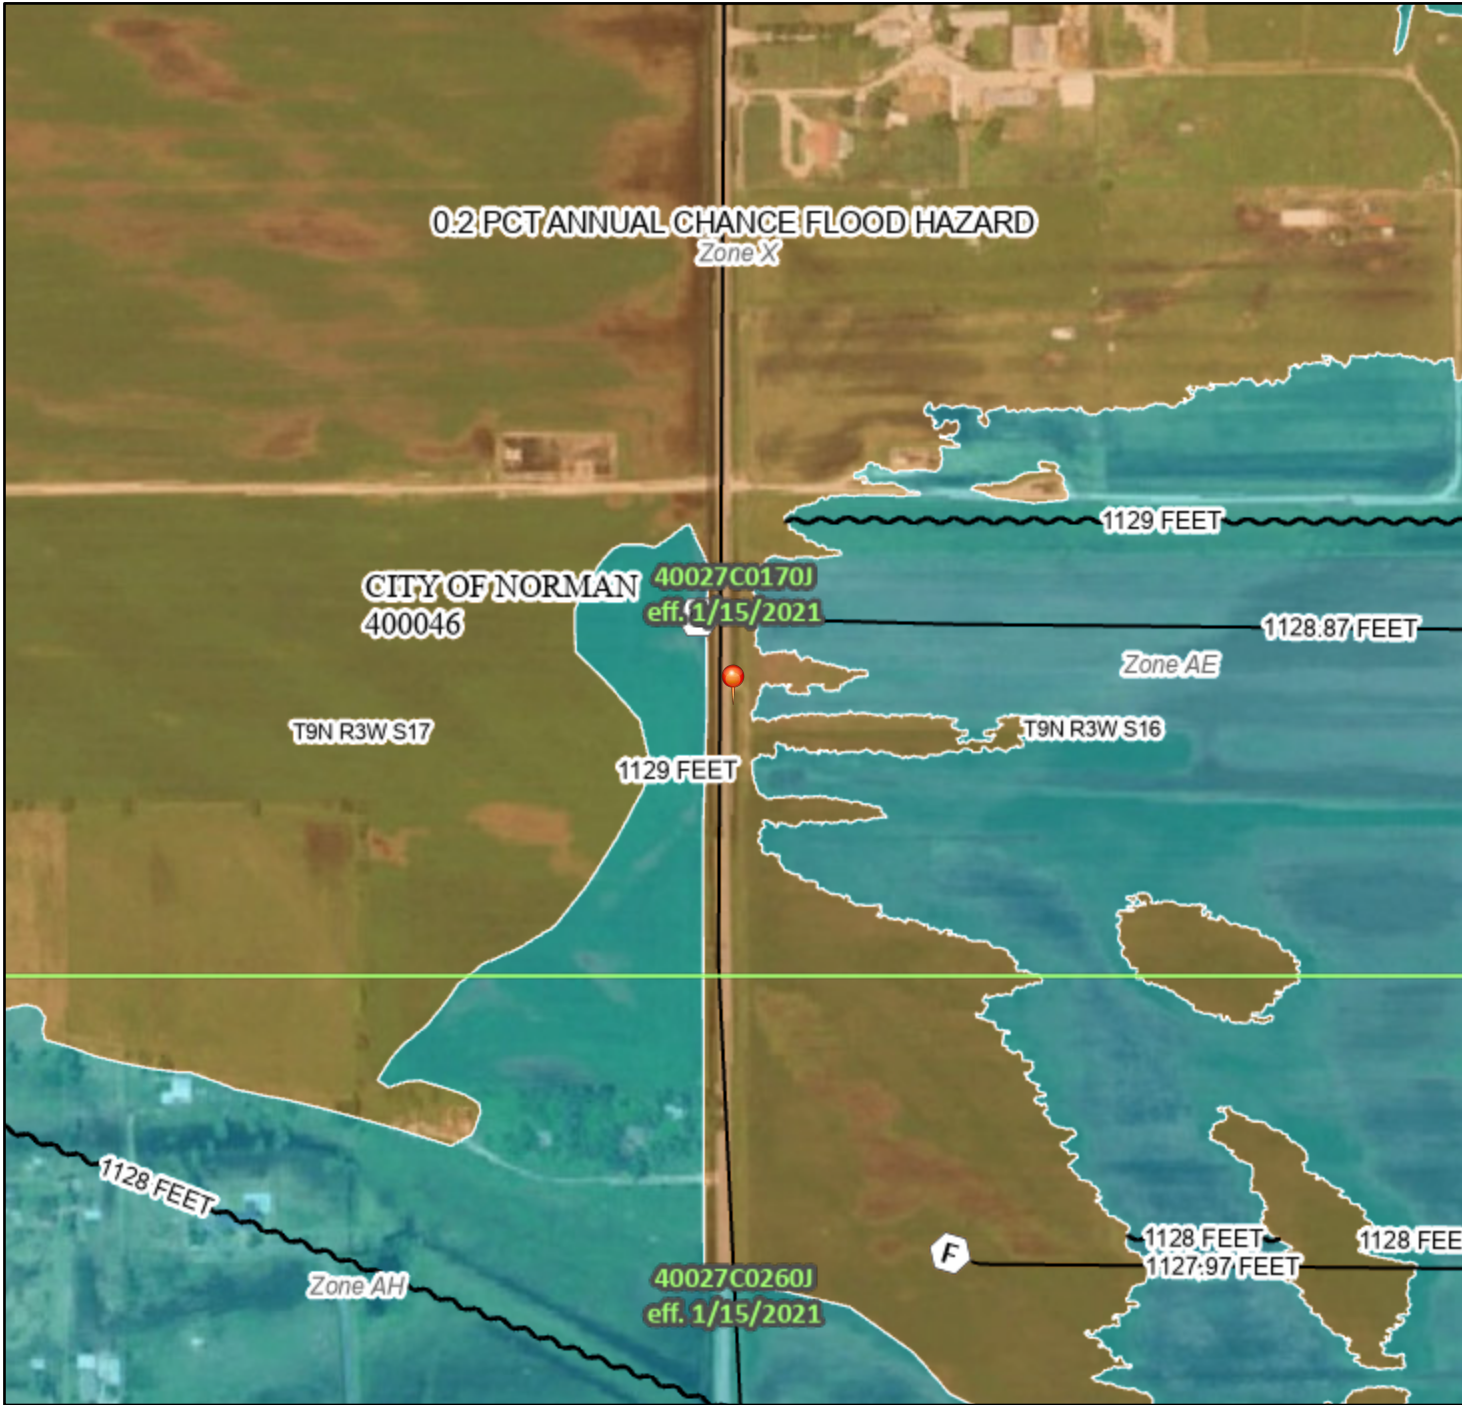 0.2 PCT ANNUAL CHANCE FLOOD HAZARD
Zone X
1129 FEET
CITY OF NORMAN
400046
40027C0170J
eff. 1/15/2021
1128.87 FEET
Zone AE
T9N R3W S17
T9N R3W S16
1129 FEET
1128 FEET
Zone AH
F
1128 FEET
1128 FEE
1127.97 FEET
40027C0260J
eff. 1/15/2021